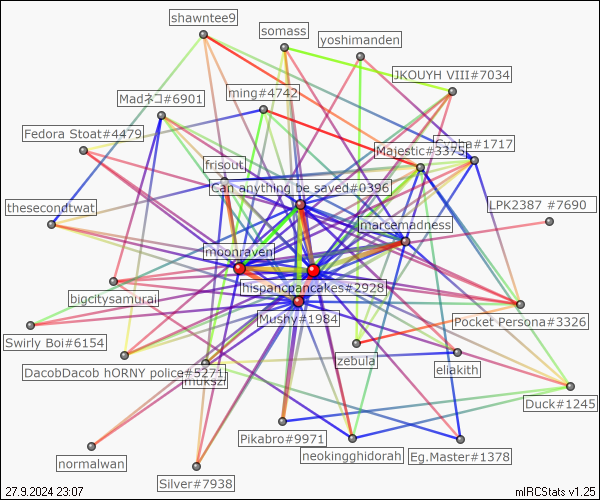 shawntee9
somass
yoshimanden
JKOUYH VIII#7034
ming#4742
Madネコ#6901
Fedora Stoat#4479
#1717
Majestic#3375
frisout
Can anything be saved#0396
thesecondtwat
LPK2387 #7690
marcemadness
moonraven
hispancpancakes#2928
bigcitysamurai
Mushy#1984
Pocket Persona#3326
Swirly Boi#6154
zebula
eliakith
DacobDacob hORNY police#5271
mukszi
Duck#1245
Pikabro#9971
neokingghidorah
Eg.Master#1378
normalwan
Silver#7938
27.9.2024 23:07
mIRCStats v1.25